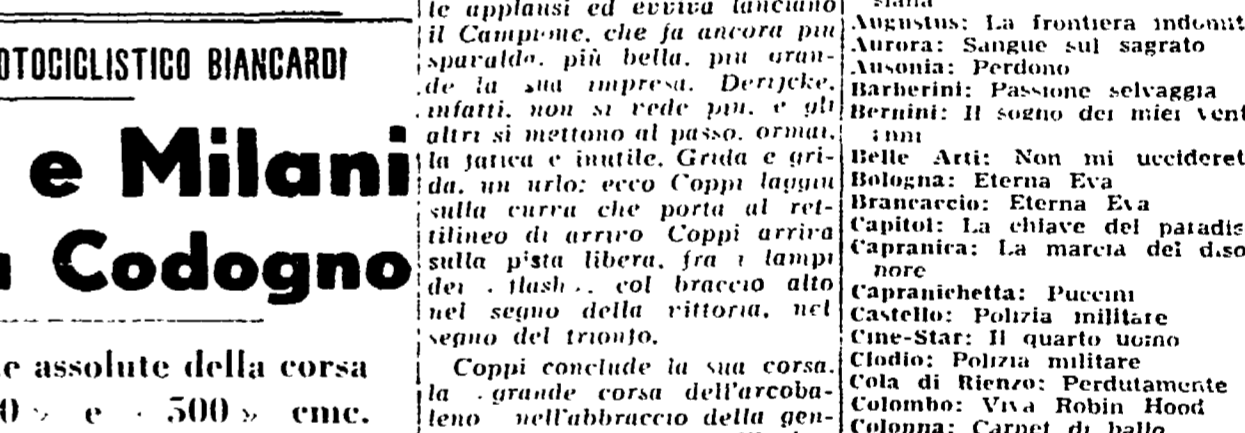 MOTOCICLISTICO BIANCARDI
e Milani
Codogno
assolute della corsa
e « 500 » cmc.
te applausi ed evviva lanciano
il Campione, che fa ancora più
spavalda, più bella, più gran-
de la sua impresa. Derijcke,
infatti, non si vede più, e gli
altri si mettono al passo, ormai,
la fatica è inutile. Grida e gri-
da, un urlo: ecco Coppi laggiù
sulla curva che porta al ret-
tilineo di arrivo Coppi arriva
sulla pista libera, fra i lampi
dei « flash », col braccio alto
nel segno della vittoria, nel
segno del trionfo.
Coppi conclude la sua corsa,
la grande corsa dell'arcoba-
leno nell'abbraccio della gen-
Augustus: La frontiera indomit
Aurora: Sangue sul sagrato
Ausonia: Perdono
Barberini: Passione selvaggia
Bernini: Il sogno dei miei vent
anni
Belle Arti: Non mi uccideret
Bologna: Eterna Eva
Brancaccio: Eterna Eva
Capitol: La chiave del paradis
Capranica: La marcia del diso
nore
Capranichetta: Puccini
Castello: Polizia militare
Cine-Star: Il quarto uomo
Clodio: Polizia militare
Cola di Rienzo: Perdutamente
Colombo: Viva Robin Hood
Colonna: Carnet di ballo